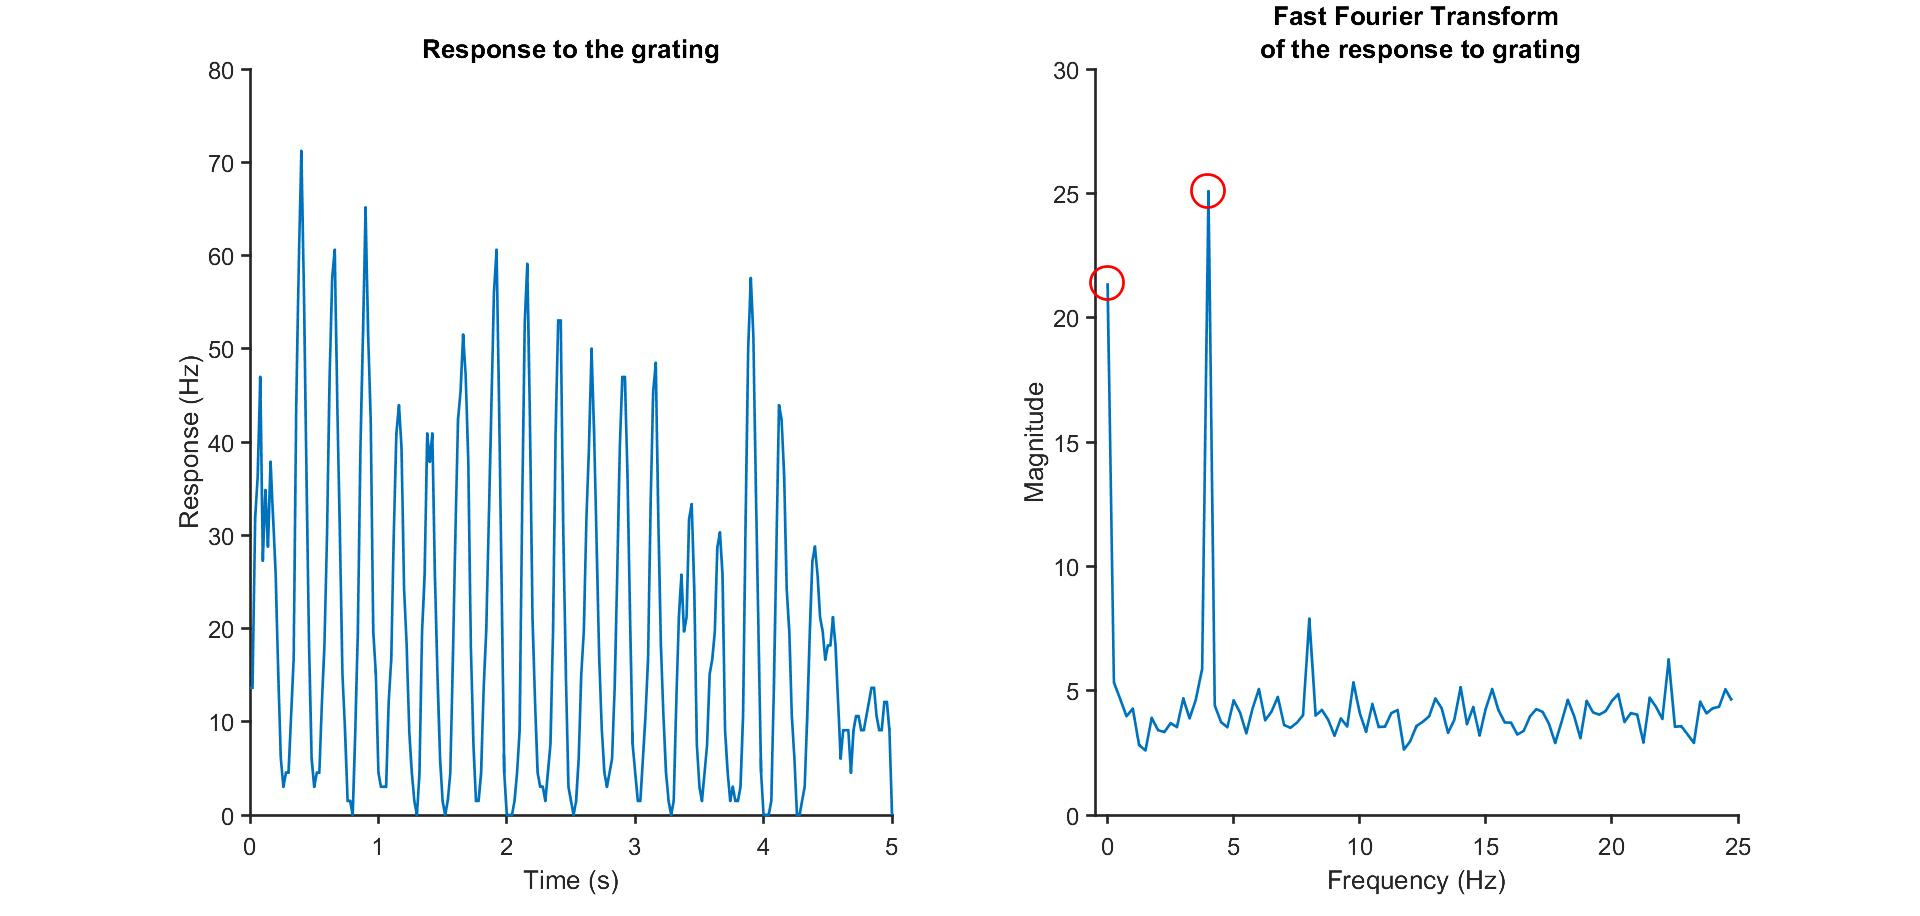 Response to the grating
80
70
60
50
40
30
20
10
0
Response (Hz)
0 1 2 3 4 5
Time (s)
Fast Fourier Transform
of the response to grating
30
25
20
15
10
5
0
Magnitude
0 5 10 15 20 25
Frequency (Hz)